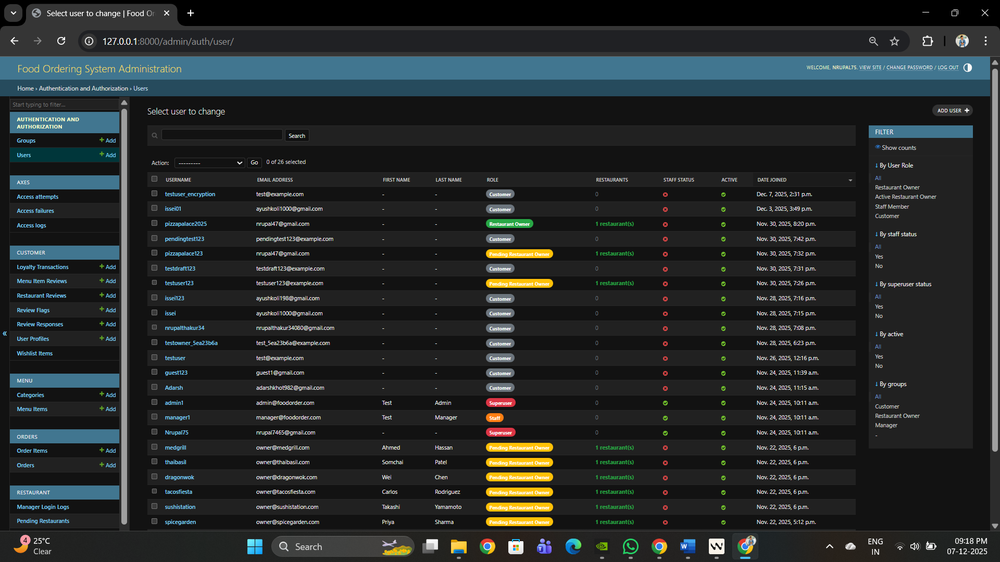 Select user to change | Food Or
127.0.0.1:8000/admin/auth/user/
Food Ordering System Administration
WELCOME, NRUPAL75. VIEW SITE / CHANGE PASSWORD / LOG OUT
Home › Authentication and Authorization › Users
Start typing to filter...
AUTHENTICATION AND
AUTHORIZATION
Groups + Add
Users + Add
AXES
Access attempts
Access failures
Access logs
CUSTOMER
Loyalty Transactions + Add
Menu Item Reviews + Add
Restaurant Reviews + Add
Review Flags + Add
Review Responses + Add
User Profiles + Add
Wishlist Items
MENU
Categories + Add
Menu Items + Add
ORDERS
Order Items + Add
Orders + Add
RESTAURANT
Manager Login Logs
Pending Restaurants
«
Select user to change
ADD USER +
Search
Action: --------- Go 0 of 26 selected
USERNAME EMAIL ADDRESS FIRST NAME LAST NAME ROLE RESTAURANTS STAFF STATUS ACTIVE DATE JOINED
testuser_encryption test@example.com - - Customer 0 Dec. 7, 2025, 2:31 p.m.
issei01 ayushkoli1000@gmail.com - - Customer 0 Dec. 3, 2025, 3:49 p.m.
pizzapalace2025 nrupal47@gmail.com - - Restaurant Owner 1 restaurant(s) Nov. 30, 2025, 8:20 p.m.
pendingtest123 pendingtest123@example.com - - Customer 0 Nov. 30, 2025, 7:42 p.m.
pizzapalace123 nrupal47@gmail.com - - Pending Restaurant Owner 1 restaurant(s) Nov. 30, 2025, 7:32 p.m.
testdraft123 testdraft123@example.com - - Customer 0 Nov. 30, 2025, 7:31 p.m.
testuser123 testuser123@example.com - - Pending Restaurant Owner 1 restaurant(s) Nov. 30, 2025, 7:26 p.m.
issei123 ayushkoli198@gmail.com - - Customer 0 Nov. 28, 2025, 7:16 p.m.
issei ayushkoli1000@gmail.com - - Customer 0 Nov. 28, 2025, 7:15 p.m.
nrupalthakur34 nrupalthakur34080@gmail.com - - Customer 0 Nov. 28, 2025, 7:08 p.m.
testowner_5ea23b6a test_5ea23b6a@example.com - - Customer 0 Nov. 28, 2025, 6:23 p.m.
testuser test@example.com - - Customer 0 Nov. 26, 2025, 12:16 p.m.
guest123 guest1@gmail.com - - Customer 0 Nov. 24, 2025, 11:39 a.m.
Adarsh adarshkhot982@gmail.com - - Customer 0 Nov. 24, 2025, 11:15 a.m.
admin1 admin@foodorder.com Test Admin Superuser 0 Nov. 24, 2025, 10:11 a.m.
manager1 manager@foodorder.com Test Manager Staff 0 Nov. 24, 2025, 10:11 a.m.
Nrupal75 nrupal7465@gmail.com - - Superuser 0 Nov. 24, 2025, 10:11 a.m.
medgrill owner@medgrill.com Ahmed Hassan Pending Restaurant Owner 1 restaurant(s) Nov. 22, 2025, 6 p.m.
thaibasil owner@thaibasil.com Somchai Patel Pending Restaurant Owner 1 restaurant(s) Nov. 22, 2025, 6 p.m.
dragonwok owner@dragonwok.com Wei Chen Pending Restaurant Owner 1 restaurant(s) Nov. 22, 2025, 6 p.m.
tacosfiesta owner@tacosfiesta.com Carlos Rodriguez Pending Restaurant Owner 1 restaurant(s) Nov. 22, 2025, 6 p.m.
sushistation owner@sushistation.com Takashi Yamamoto Pending Restaurant Owner 1 restaurant(s) Nov. 22, 2025, 6 p.m.
spicegarden owner@spicegarden.com Priya Sharma Pending Restaurant Owner 1 restaurant(s) Nov. 22, 2025, 5:12 p.m.
FILTER
Show counts
↓ By User Role
All
Restaurant Owner
Active Restaurant Owner
Staff Member
Customer
↓ By staff status
All
Yes
No
↓ By superuser status
All
Yes
No
↓ By active
All
Yes
No
↓ By groups
All
Customer
Restaurant Owner
Manager
-
4
25°C
Clear
Search
ENG
IN
09:18 PM
07-12-2025